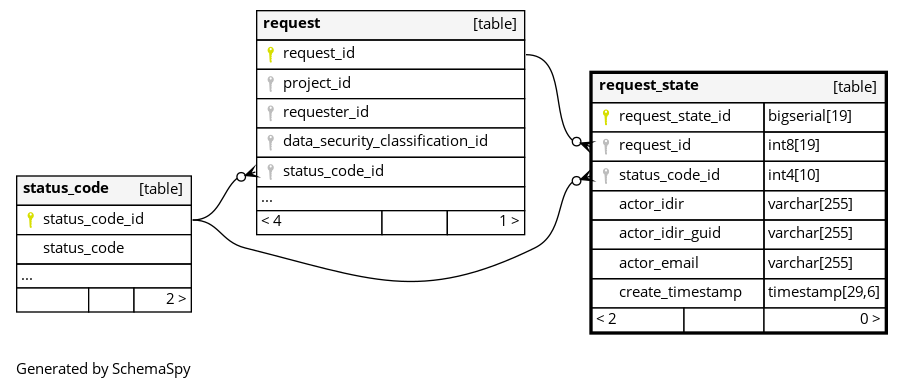 request [table]
request_id
project_id
requester_id
data_security_classification_id
status_code_id
...
< 4 1 >
request_state [table]
request_state_id bigserial[19]
request_id int8[19]
status_code_id int4[10]
actor_idir varchar[255]
actor_idir_guid varchar[255]
actor_email varchar[255]
create_timestamp timestamp[29,6]
< 2 0 >
status_code [table]
status_code_id
status_code
...
2 >
Generated by SchemaSpy